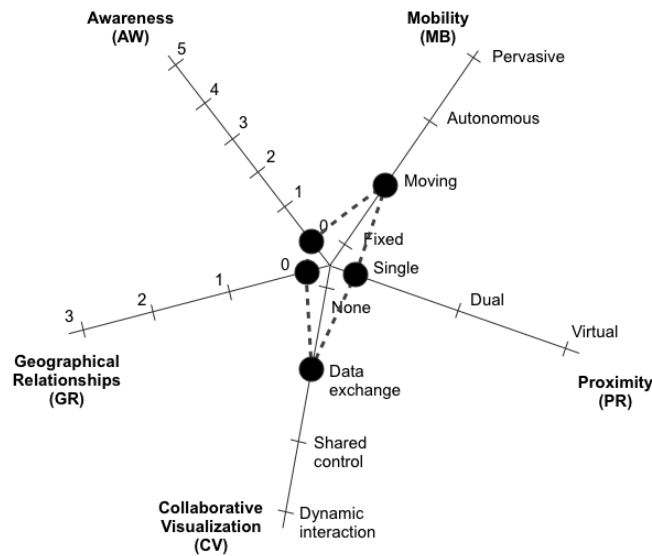 Awareness
(AW)
5
4
3
2
1
0
Mobility
(MB)
Pervasive
Autonomous
Moving
Fixed
Single
Dual
Virtual
Proximity
(PR)
0
1
2
3
Geographical
Relationships
(GR)
None
Data
exchange
Shared
control
Dynamic
interaction
Collaborative
Visualization
(CV)